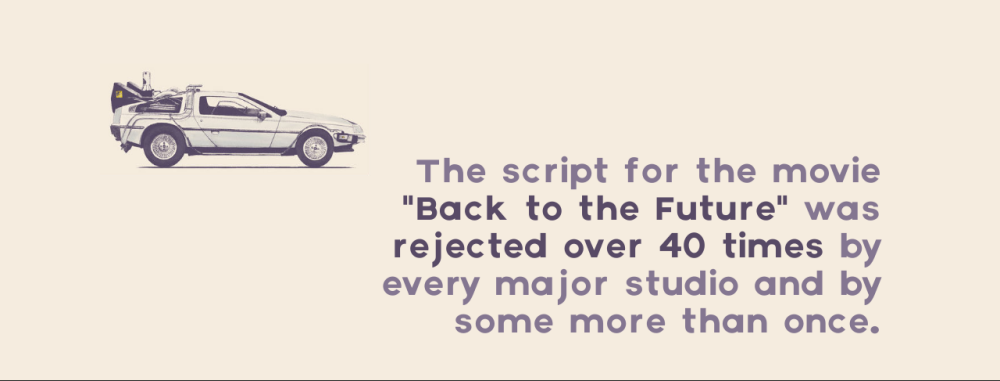 The script for the movie
"Back to the Future" was
rejected over 40 times by
every major studio and by
some more than once.